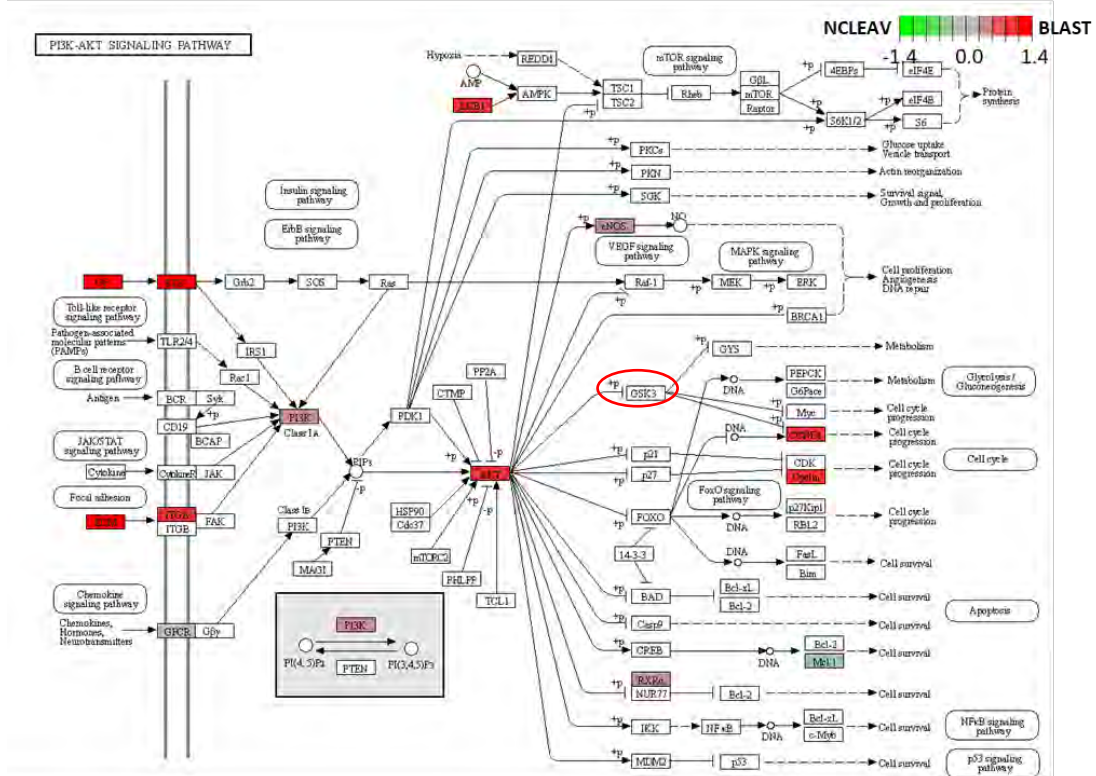 PI3K-AKT SIGNALING PATHWAY
NCLEAV
BLAST
-1.4 0.0 1.4
Hypoxia
REDD1
AMP
LKB1
AMPK
TSC1
TSC2
Rheb
mTOR signaling
pathway
GβL
mTOR
Raptor
4EBPs
eIF4E
eIF4B
S6K1/2
S6
Protein
synthesis
+p
+p
+p
+p
+p
+p
PKCs
Glucose uptake
Vesicle transport
+p
PKN
Actin reorganization
+p
SGK
Survival signal,
Growth and proliferation
Insulin signaling
pathway
ErbB signaling
pathway
+p
eNOS
NO
VEGF signaling
pathway
MAPK signaling
pathway
Grb2
SOS
Ras
Raf-1
+p
MEK
+p
ERK
+p
Cell proliferation
Angiogenesis
DNA repair
BRCA1
Toll-like receptor
signaling pathway
Pathogen-associated
molecular patterns
(PAMPs)
TLR2/4
IRS1
Rac1
B cell receptor
signaling pathway
Antigen
BCR
Syk
+p
CD19
BCAP
PI3K
Class IA
PDK1
CTMP
PP2A
GYS
Metabolism
+p
GSK3
DNA
PEPCK
G6Pace
Metabolism
Glycolysis /
Gluconeogenesis
Myc
Cell cycle
progression
DNA
Cell cycle
progression
JAK/STAT
signaling pathway
Cytokine
CytokineR
JAK
PIP3
-p
+p
-p
AKT
p21
p27
CDK
Cyclin
Cell cycle
progression
Cell cycle
Focal adhesion
ITGB
ITGB
FAK
Class IB
PI3K
PTEN
MAGI
HSP90
Cdc37
+p
-p
mTORC2
PHLPP
TCL1
FoxO signaling
pathway
FOXO
DNA
p27Kip1
RBL2
Cell cycle
progression
14-3-3
DNA
FasL
Bim
Cell survival
Chemokine
signaling pathway
Chemokines,
Hormones,
Neurotransmitters
GPCR
Gβγ
PI3K
PI(4,5)P2
PI(3,4,5)P3
PTEN
+p
BAD
Bcl-xL
Bcl-2
Cell survival
Apoptosis
+p
Casp9
Cell survival
+p
CREB
DNA
Bcl-2
Mcl-1
Cell survival
RXRα
+p
NUR77
Bcl-2
Cell survival
+p
IKK
NFκB
DNA
Bcl-xL
c-Myb
Cell survival
NFκB signaling
pathway
+p
MDM2
p53
Cell survival
p53 signaling
pathway